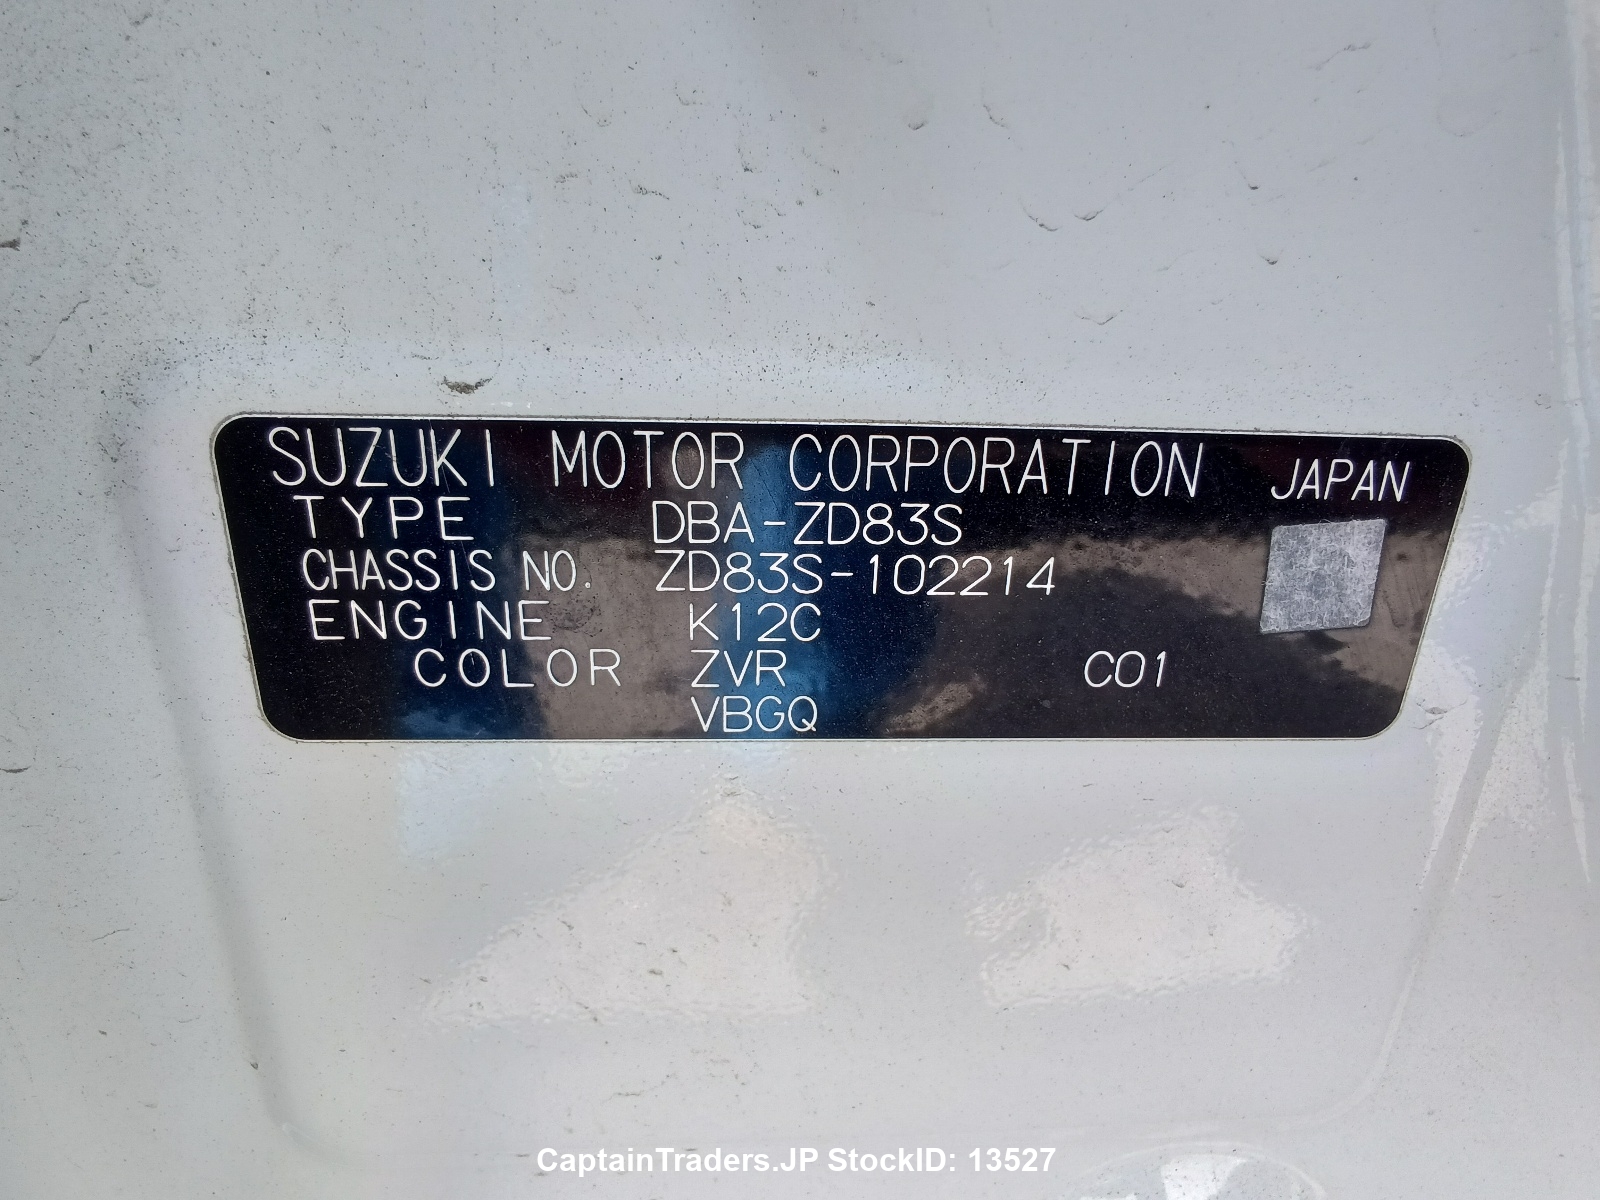 SUZUKI MOTOR CORPORATION JAPAN
TYPE DBA-ZD83S
CHASSIS NO. ZD83S-102214
ENGINE K12C
COLOR ZVR C01
VBGQ
CaptainTraders.JP StockID: 13527